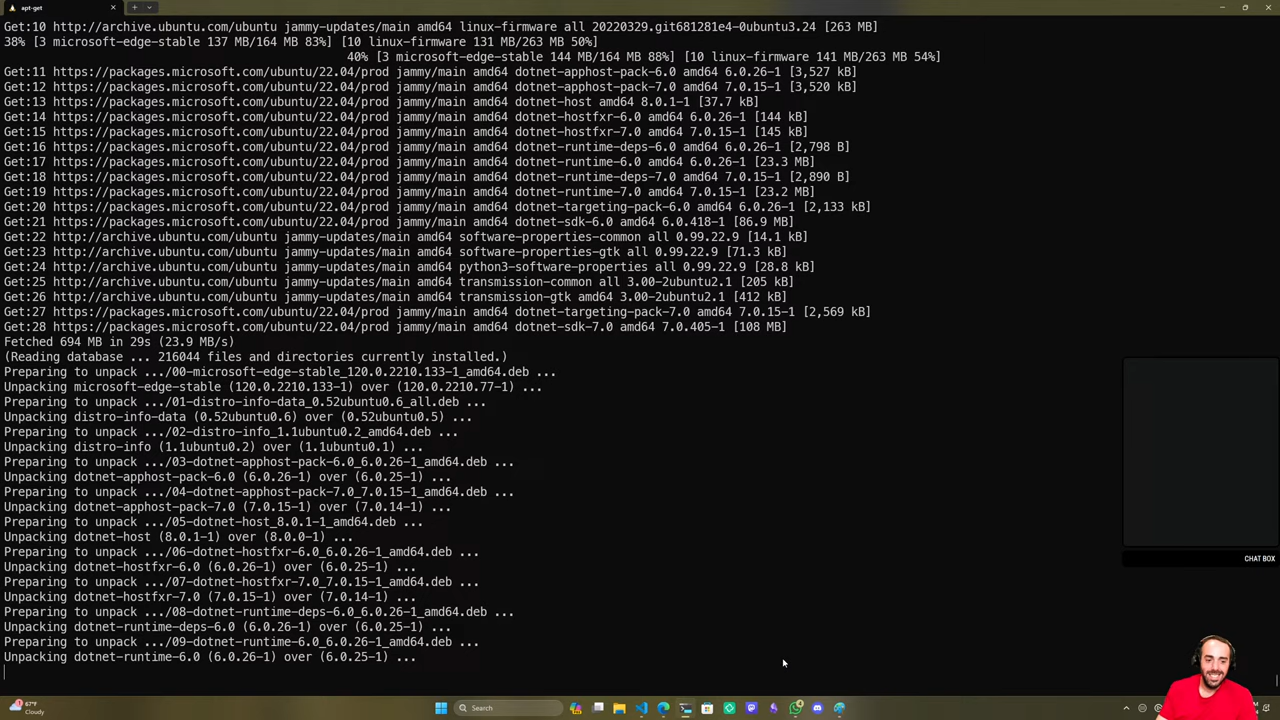 apt-get
Get:10 http://archive.ubuntu.com/ubuntu jammy-updates/main amd64 linux-firmware all 20220329.git681281e4-0ubuntu3.24 [263 MB]
38% [3 microsoft-edge-stable 137 MB/164 MB 83%] [10 linux-firmware 131 MB/263 MB 50%]
40% [3 microsoft-edge-stable 144 MB/164 MB 88%] [10 linux-firmware 141 MB/263 MB 54%]
Get:11 https://packages.microsoft.com/ubuntu/22.04/prod jammy/main amd64 dotnet-apphost-pack-6.0 amd64 6.0.26-1 [3,527 kB]
Get:12 https://packages.microsoft.com/ubuntu/22.04/prod jammy/main amd64 dotnet-apphost-pack-7.0 amd64 7.0.15-1 [3,520 kB]
Get:13 https://packages.microsoft.com/ubuntu/22.04/prod jammy/main amd64 dotnet-host amd64 8.0.1-1 [37.7 kB]
Get:14 https://packages.microsoft.com/ubuntu/22.04/prod jammy/main amd64 dotnet-hostfxr-6.0 amd64 6.0.26-1 [144 kB]
Get:15 https://packages.microsoft.com/ubuntu/22.04/prod jammy/main amd64 dotnet-hostfxr-7.0 amd64 7.0.15-1 [145 kB]
Get:16 https://packages.microsoft.com/ubuntu/22.04/prod jammy/main amd64 dotnet-runtime-deps-6.0 amd64 6.0.26-1 [2,798 B]
Get:17 https://packages.microsoft.com/ubuntu/22.04/prod jammy/main amd64 dotnet-runtime-6.0 amd64 6.0.26-1 [23.3 MB]
Get:18 https://packages.microsoft.com/ubuntu/22.04/prod jammy/main amd64 dotnet-runtime-deps-7.0 amd64 7.0.15-1 [2,890 B]
Get:19 https://packages.microsoft.com/ubuntu/22.04/prod jammy/main amd64 dotnet-runtime-7.0 amd64 7.0.15-1 [23.2 MB]
Get:20 https://packages.microsoft.com/ubuntu/22.04/prod jammy/main amd64 dotnet-targeting-pack-6.0 amd64 6.0.26-1 [2,133 kB]
Get:21 https://packages.microsoft.com/ubuntu/22.04/prod jammy/main amd64 dotnet-sdk-6.0 amd64 6.0.418-1 [86.9 MB]
Get:22 http://archive.ubuntu.com/ubuntu jammy-updates/main amd64 software-properties-common all 0.99.22.9 [14.1 kB]
Get:23 http://archive.ubuntu.com/ubuntu jammy-updates/main amd64 software-properties-gtk all 0.99.22.9 [71.3 kB]
Get:24 http://archive.ubuntu.com/ubuntu jammy-updates/main amd64 python3-software-properties all 0.99.22.9 [28.8 kB]
Get:25 http://archive.ubuntu.com/ubuntu jammy-updates/main amd64 transmission-common all 3.00-2ubuntu2.1 [205 kB]
Get:26 http://archive.ubuntu.com/ubuntu jammy-updates/main amd64 transmission-gtk amd64 3.00-2ubuntu2.1 [412 kB]
Get:27 https://packages.microsoft.com/ubuntu/22.04/prod jammy/main amd64 dotnet-targeting-pack-7.0 amd64 7.0.15-1 [2,569 kB]
Get:28 https://packages.microsoft.com/ubuntu/22.04/prod jammy/main amd64 dotnet-sdk-7.0 amd64 7.0.405-1 [108 MB]
Fetched 694 MB in 29s (23.9 MB/s)
(Reading database ... 216044 files and directories currently installed.)
Preparing to unpack .../00-microsoft-edge-stable_120.0.2210.133-1_amd64.deb ...
Unpacking microsoft-edge-stable (120.0.2210.133-1) over (120.0.2210.77-1) ...
Preparing to unpack .../01-distro-info-data_0.52ubuntu0.6_all.deb ...
Unpacking distro-info-data (0.52ubuntu0.6) over (0.52ubuntu0.5) ...
Preparing to unpack .../02-distro-info_1.1ubuntu0.2_amd64.deb ...
Unpacking distro-info (1.1ubuntu0.2) over (1.1ubuntu0.1) ...
Preparing to unpack .../03-dotnet-apphost-pack-6.0_6.0.26-1_amd64.deb ...
Unpacking dotnet-apphost-pack-6.0 (6.0.26-1) over (6.0.25-1) ...
Preparing to unpack .../04-dotnet-apphost-pack-7.0_7.0.15-1_amd64.deb ...
Unpacking dotnet-apphost-pack-7.0 (7.0.15-1) over (7.0.14-1) ...
Preparing to unpack .../05-dotnet-host_8.0.1-1_amd64.deb ...
Unpacking dotnet-host (8.0.1-1) over (8.0.0-1) ...
Preparing to unpack .../06-dotnet-hostfxr-6.0_6.0.26-1_amd64.deb ...
Unpacking dotnet-hostfxr-6.0 (6.0.26-1) over (6.0.25-1) ...
Preparing to unpack .../07-dotnet-hostfxr-7.0_7.0.15-1_amd64.deb ...
Unpacking dotnet-hostfxr-7.0 (7.0.15-1) over (7.0.14-1) ...
Preparing to unpack .../08-dotnet-runtime-deps-6.0_6.0.26-1_amd64.deb ...
Unpacking dotnet-runtime-deps-6.0 (6.0.26-1) over (6.0.25-1) ...
Preparing to unpack .../09-dotnet-runtime-6.0_6.0.26-1_amd64.deb ...
Unpacking dotnet-runtime-6.0 (6.0.26-1) over (6.0.25-1) ...
CHAT BOX
67°F
Cloudy
Search